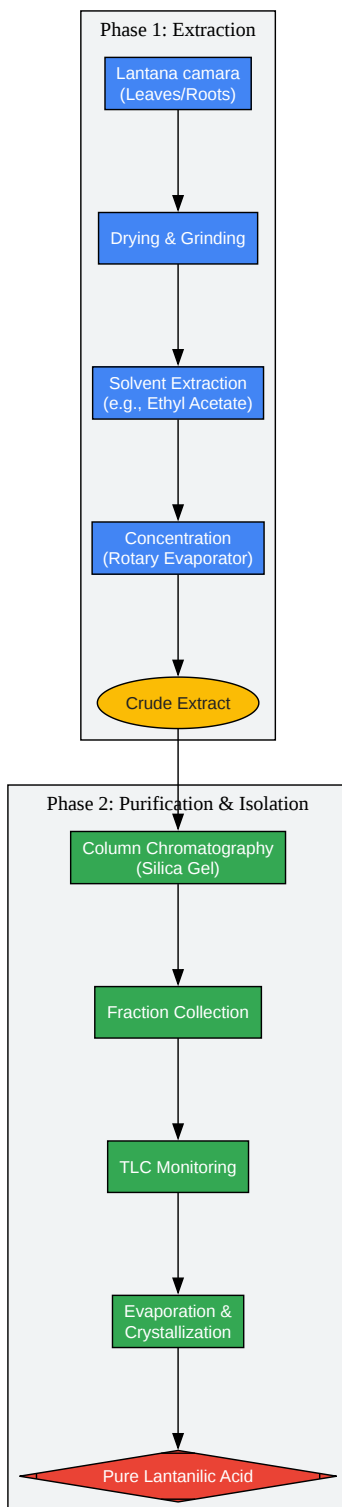 Phase 1: Extraction
Lantana camara
(Leaves/Roots)
Drying & Grinding
Solvent Extraction
(e.g., Ethyl Acetate)
Concentration
(Rotary Evaporator)
Crude Extract
Phase 2: Purification & Isolation
Column Chromatography
(Silica Gel)
Fraction Collection
TLC Monitoring
Evaporation &
Crystallization
Pure Lantanilic Acid